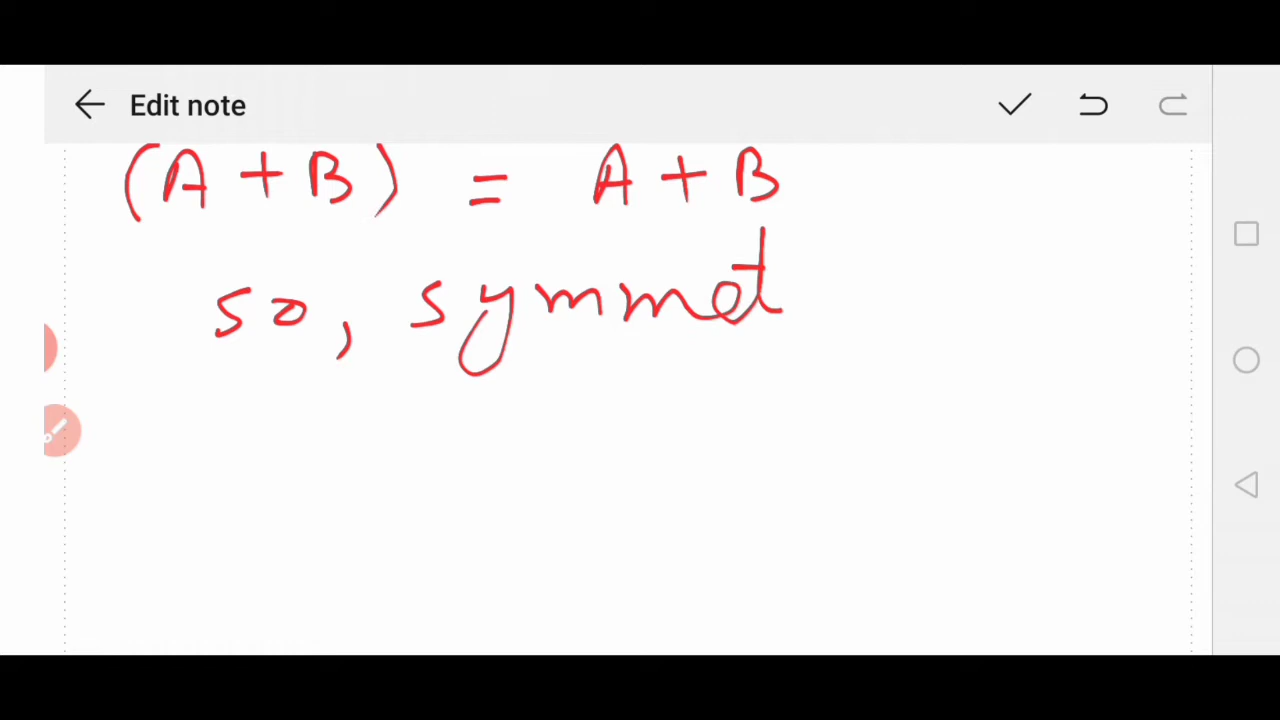 Edit note
(A + B) = A + B
so, symmet